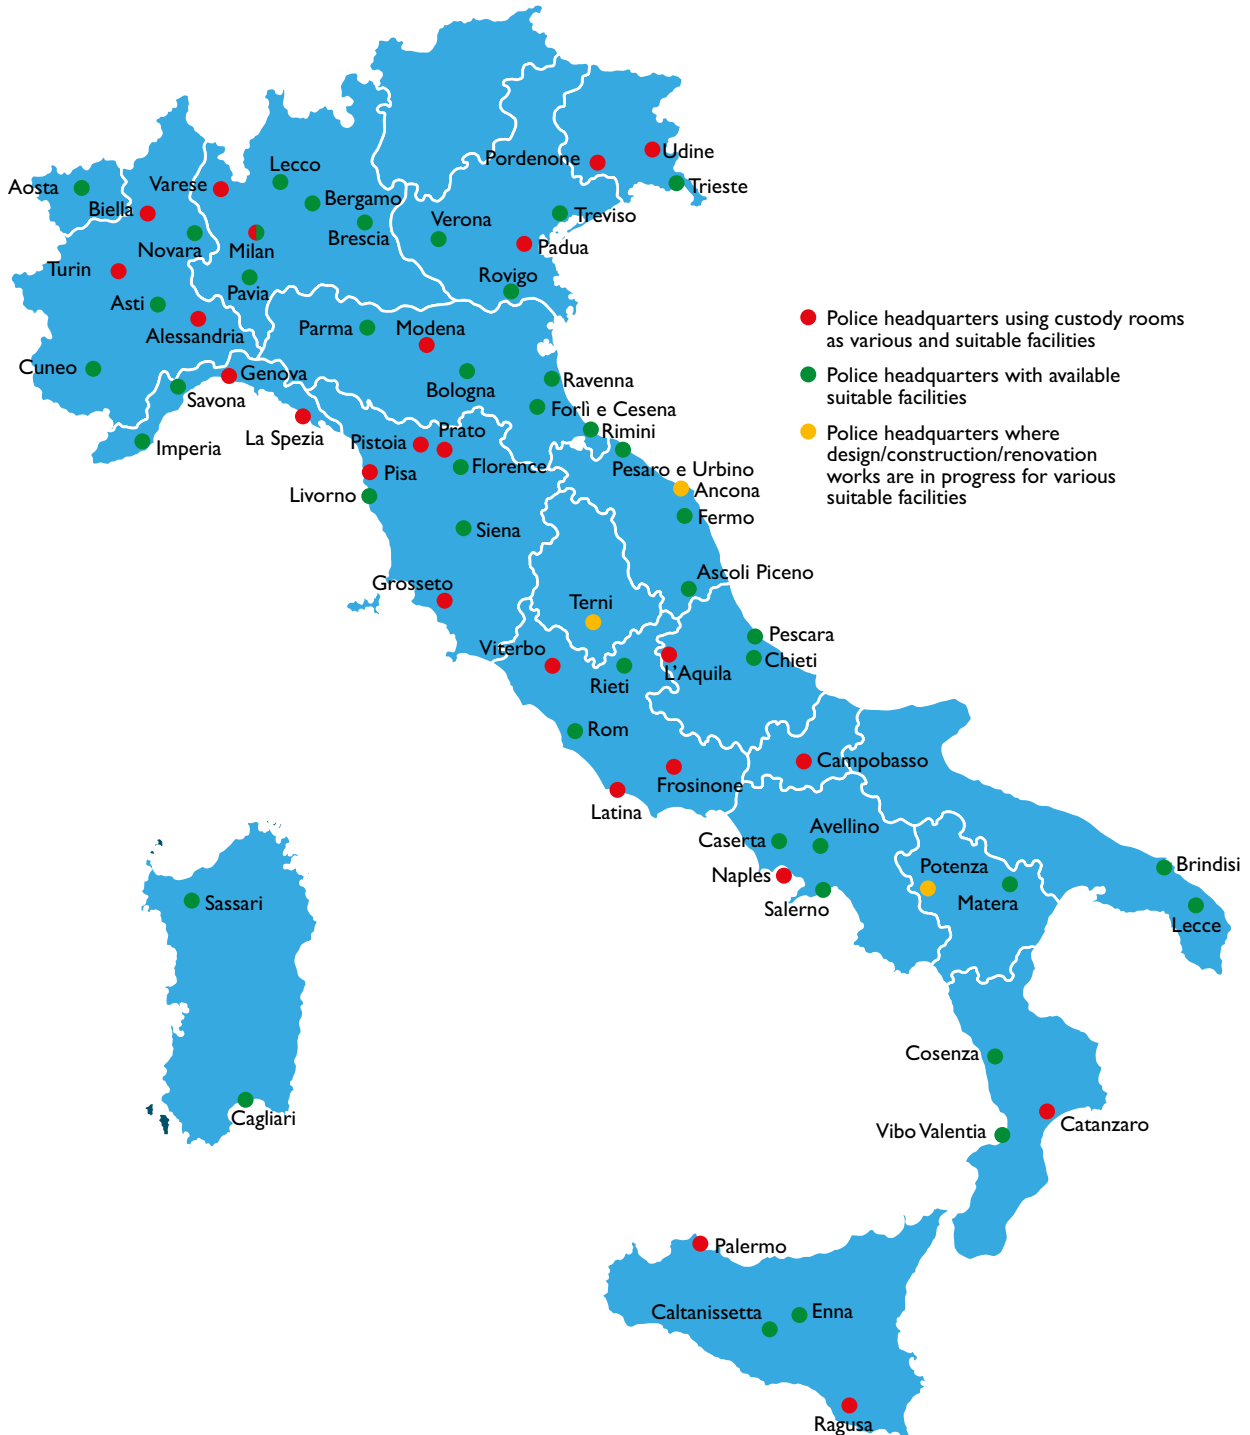 Udine
Pordenone
Lecco
Varese
Aosta
Trieste
Bergamo
Biella
Verona
Treviso
Brescia
Padua
Novara
Milan
Turin
Rovigo
Pavia
Asti
Parma
Modena
Alessandria
Cuneo
Genova
Ravenna
Bologna
Savona
Forlì e Cesena
Prato
Rimini
La Spezia
Pistoia
Imperia
Florence
Pesaro e Urbino
Pisa
Ancona
Livorno
Fermo
Siena
Ascoli Piceno
Grosseto
Terni
Pescara
Viterbo
Chieti
L'Aquila
Rieti
Rom
Campobasso
Frosinone
Latina
Avellino
Caserta
Brindisi
Potenza
Naples
Matera
Sassari
Salerno
Lecce
Cosenza
Cagliari
Catanzaro
Vibo Valentia
Palermo
Enna
Caltanissetta
Ragusa
Police headquarters using custody rooms
as various and suitable facilities
Police headquarters with available
suitable facilities
Police headquarters where
design/construction/renovation
works are in progress for various
suitable facilities